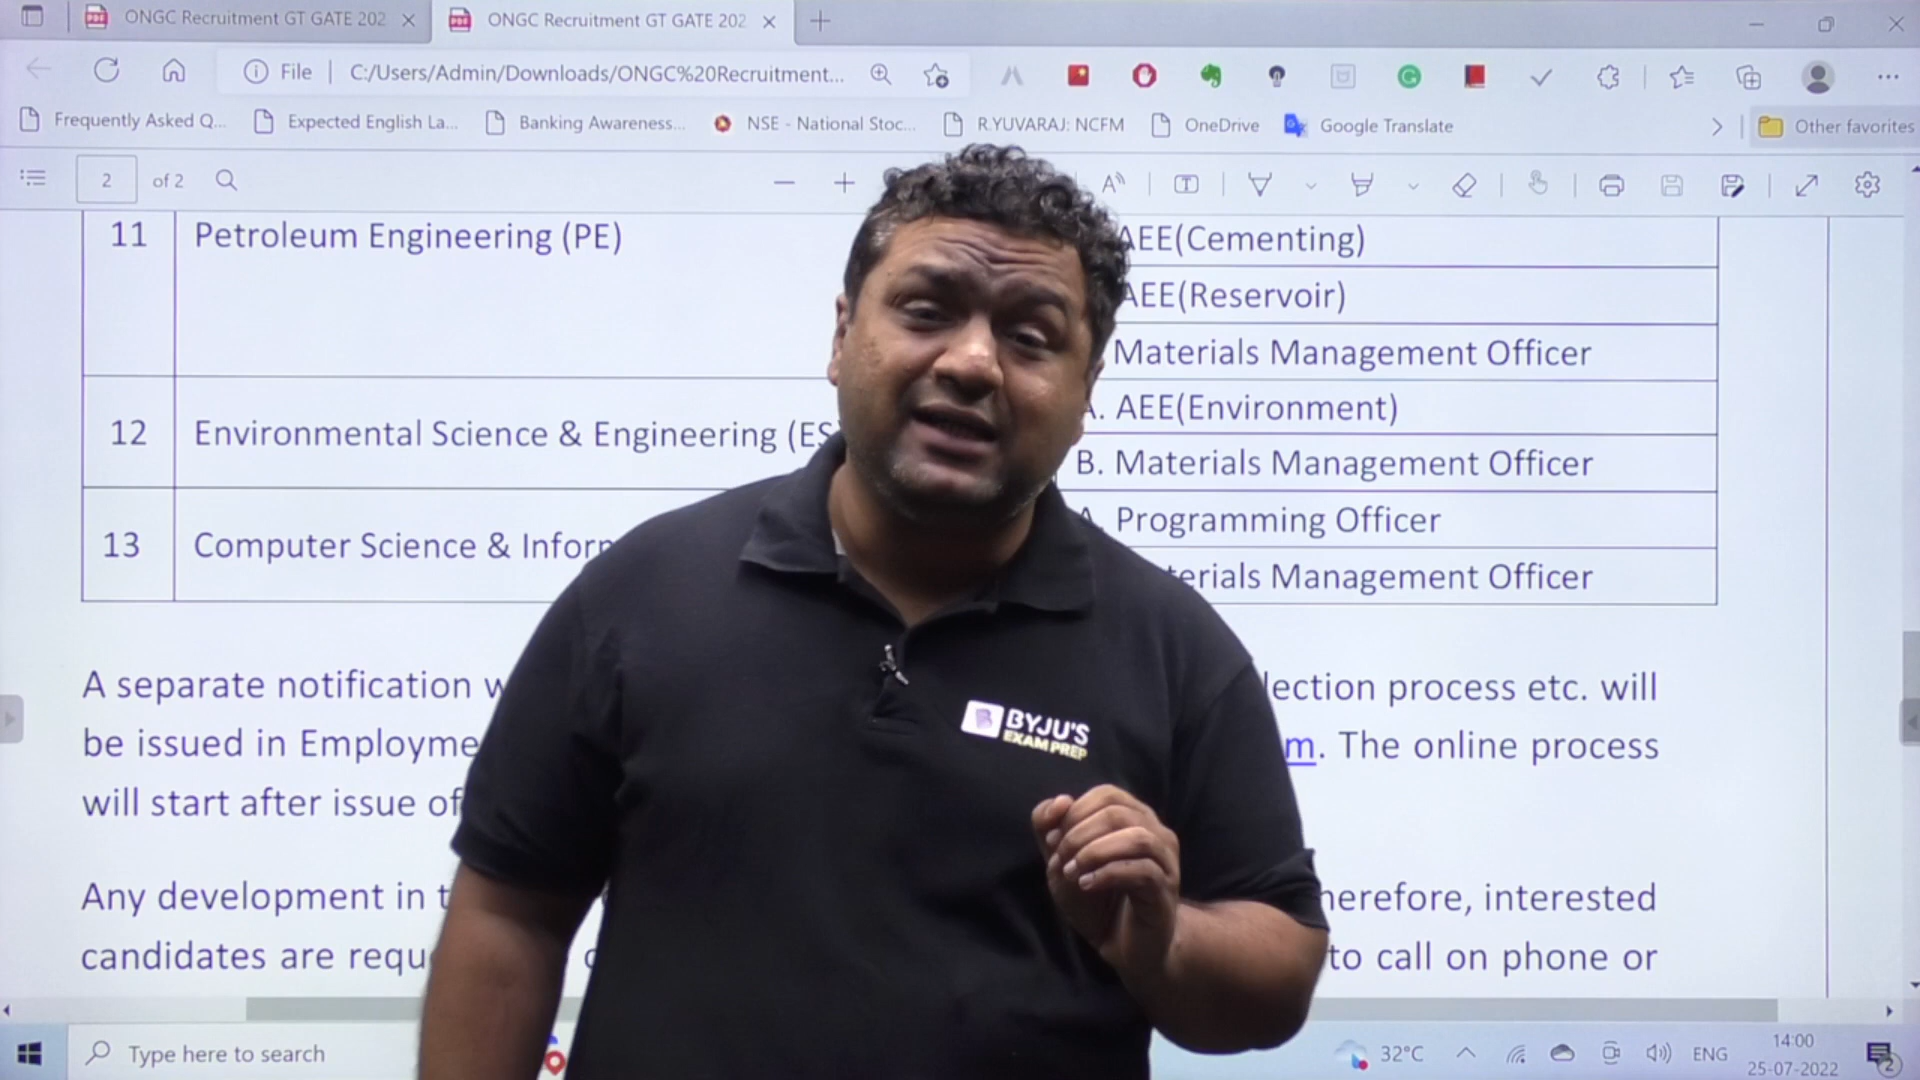 ONGC Recruitment GT GATE 202
ONGC Recruitment GT GATE 202
File
C:/Users/Admin/Downloads/ONGC%20Recruitment...
Frequently Asked Q...
Expected English La...
Banking Awareness...
NSE - National Stoc...
R.YUVARAJ: NCFM
OneDrive
Google Translate
Other favorites
2 of 2
11 Petroleum Engineering (PE)
AEE(Cementing)
AEE(Reservoir)
Materials Management Officer
12 Environmental Science & Engineering (ES
A. AEE(Environment)
B. Materials Management Officer
13 Computer Science & Inform
A. Programming Officer
terials Management Officer
A separate notification w lection process etc. will
be issued in Employme m. The online process
will start after issue of
Any development in t herefore, interested
candidates are requ to call on phone or
BYJU'S
EXAM PREP
Type here to search
32°C
ENG
14:00
25-07-2022
2